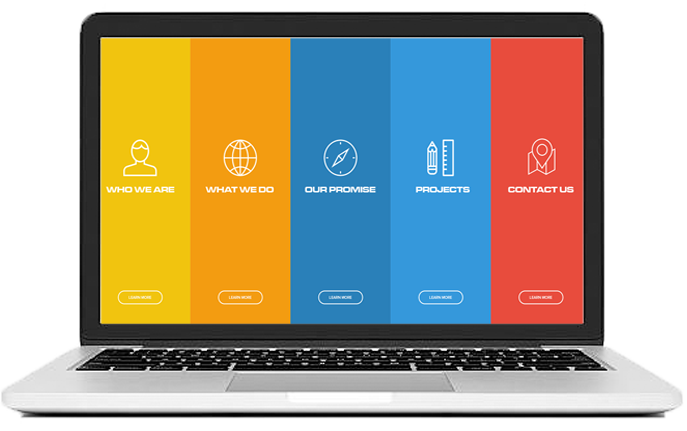 WHO WE ARE
WHAT WE DO
OUR PROMISE
PROJECTS
CONTACT US
LEARN MORE
LEARN MORE
LEARN MORE
LEARN MORE
LEARN MORE